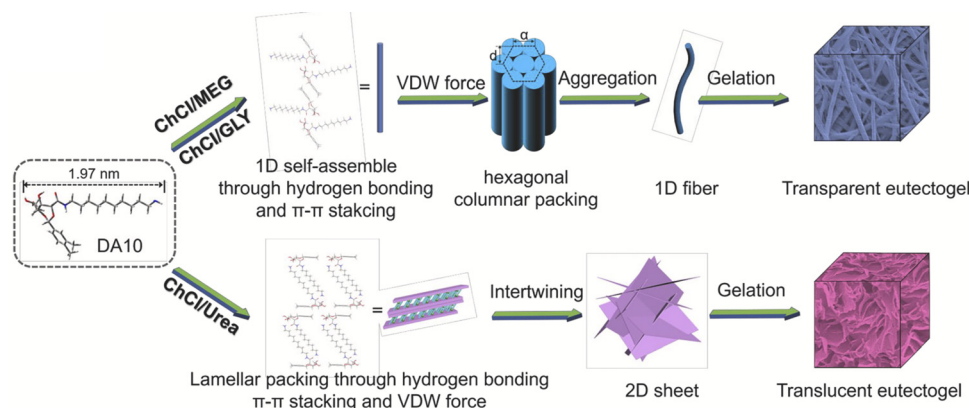 ChCl/MEG
ChCl/GLY
VDW force
Aggregation
Gelation
=
d
α
1D self-assemble
through hydrogen bonding
and π-π stakcing
hexagonal
columnar packing
1D fiber
Transparent eutectogel
1.97 nm
DA10
ChCl/Urea
=
Intertwining
Gelation
Lamellar packing through hydrogen bonding
π-π stacking and VDW force
2D sheet
Translucent eutectogel